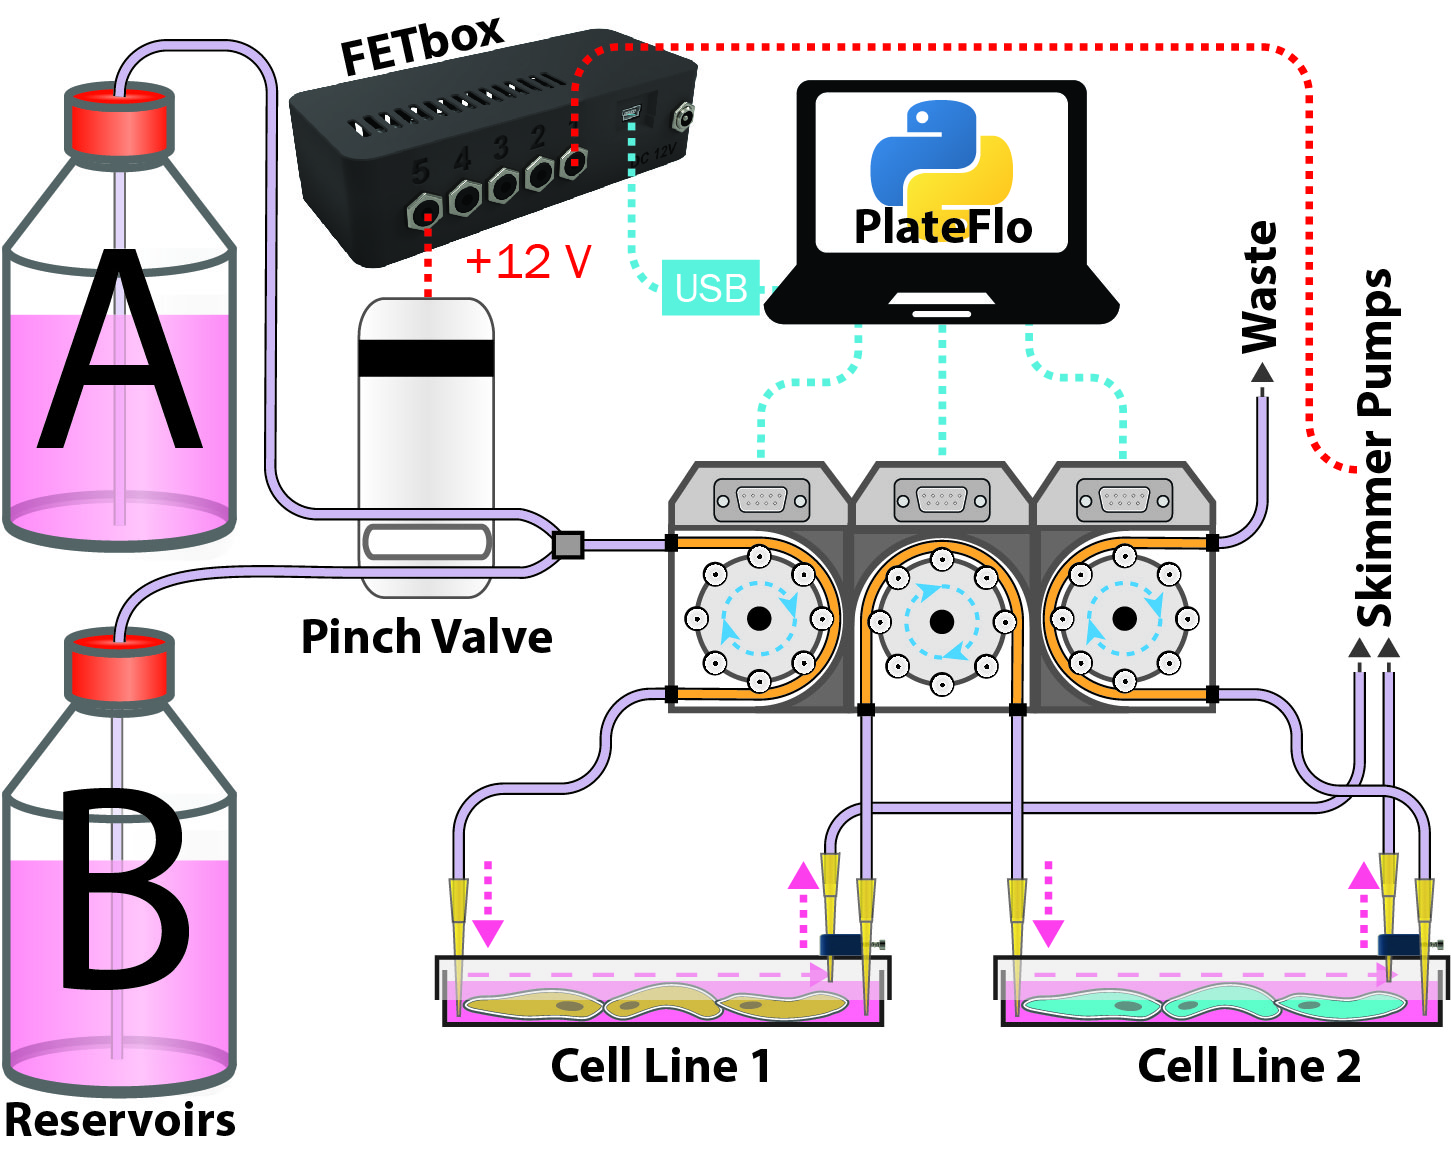 FETbox
5 4 3 2 1
DC 12V
+12 V
USB
PlateFlo
A
Waste
Skimmer Pumps
Pinch Valve
B
Cell Line 1
Cell Line 2
Reservoirs